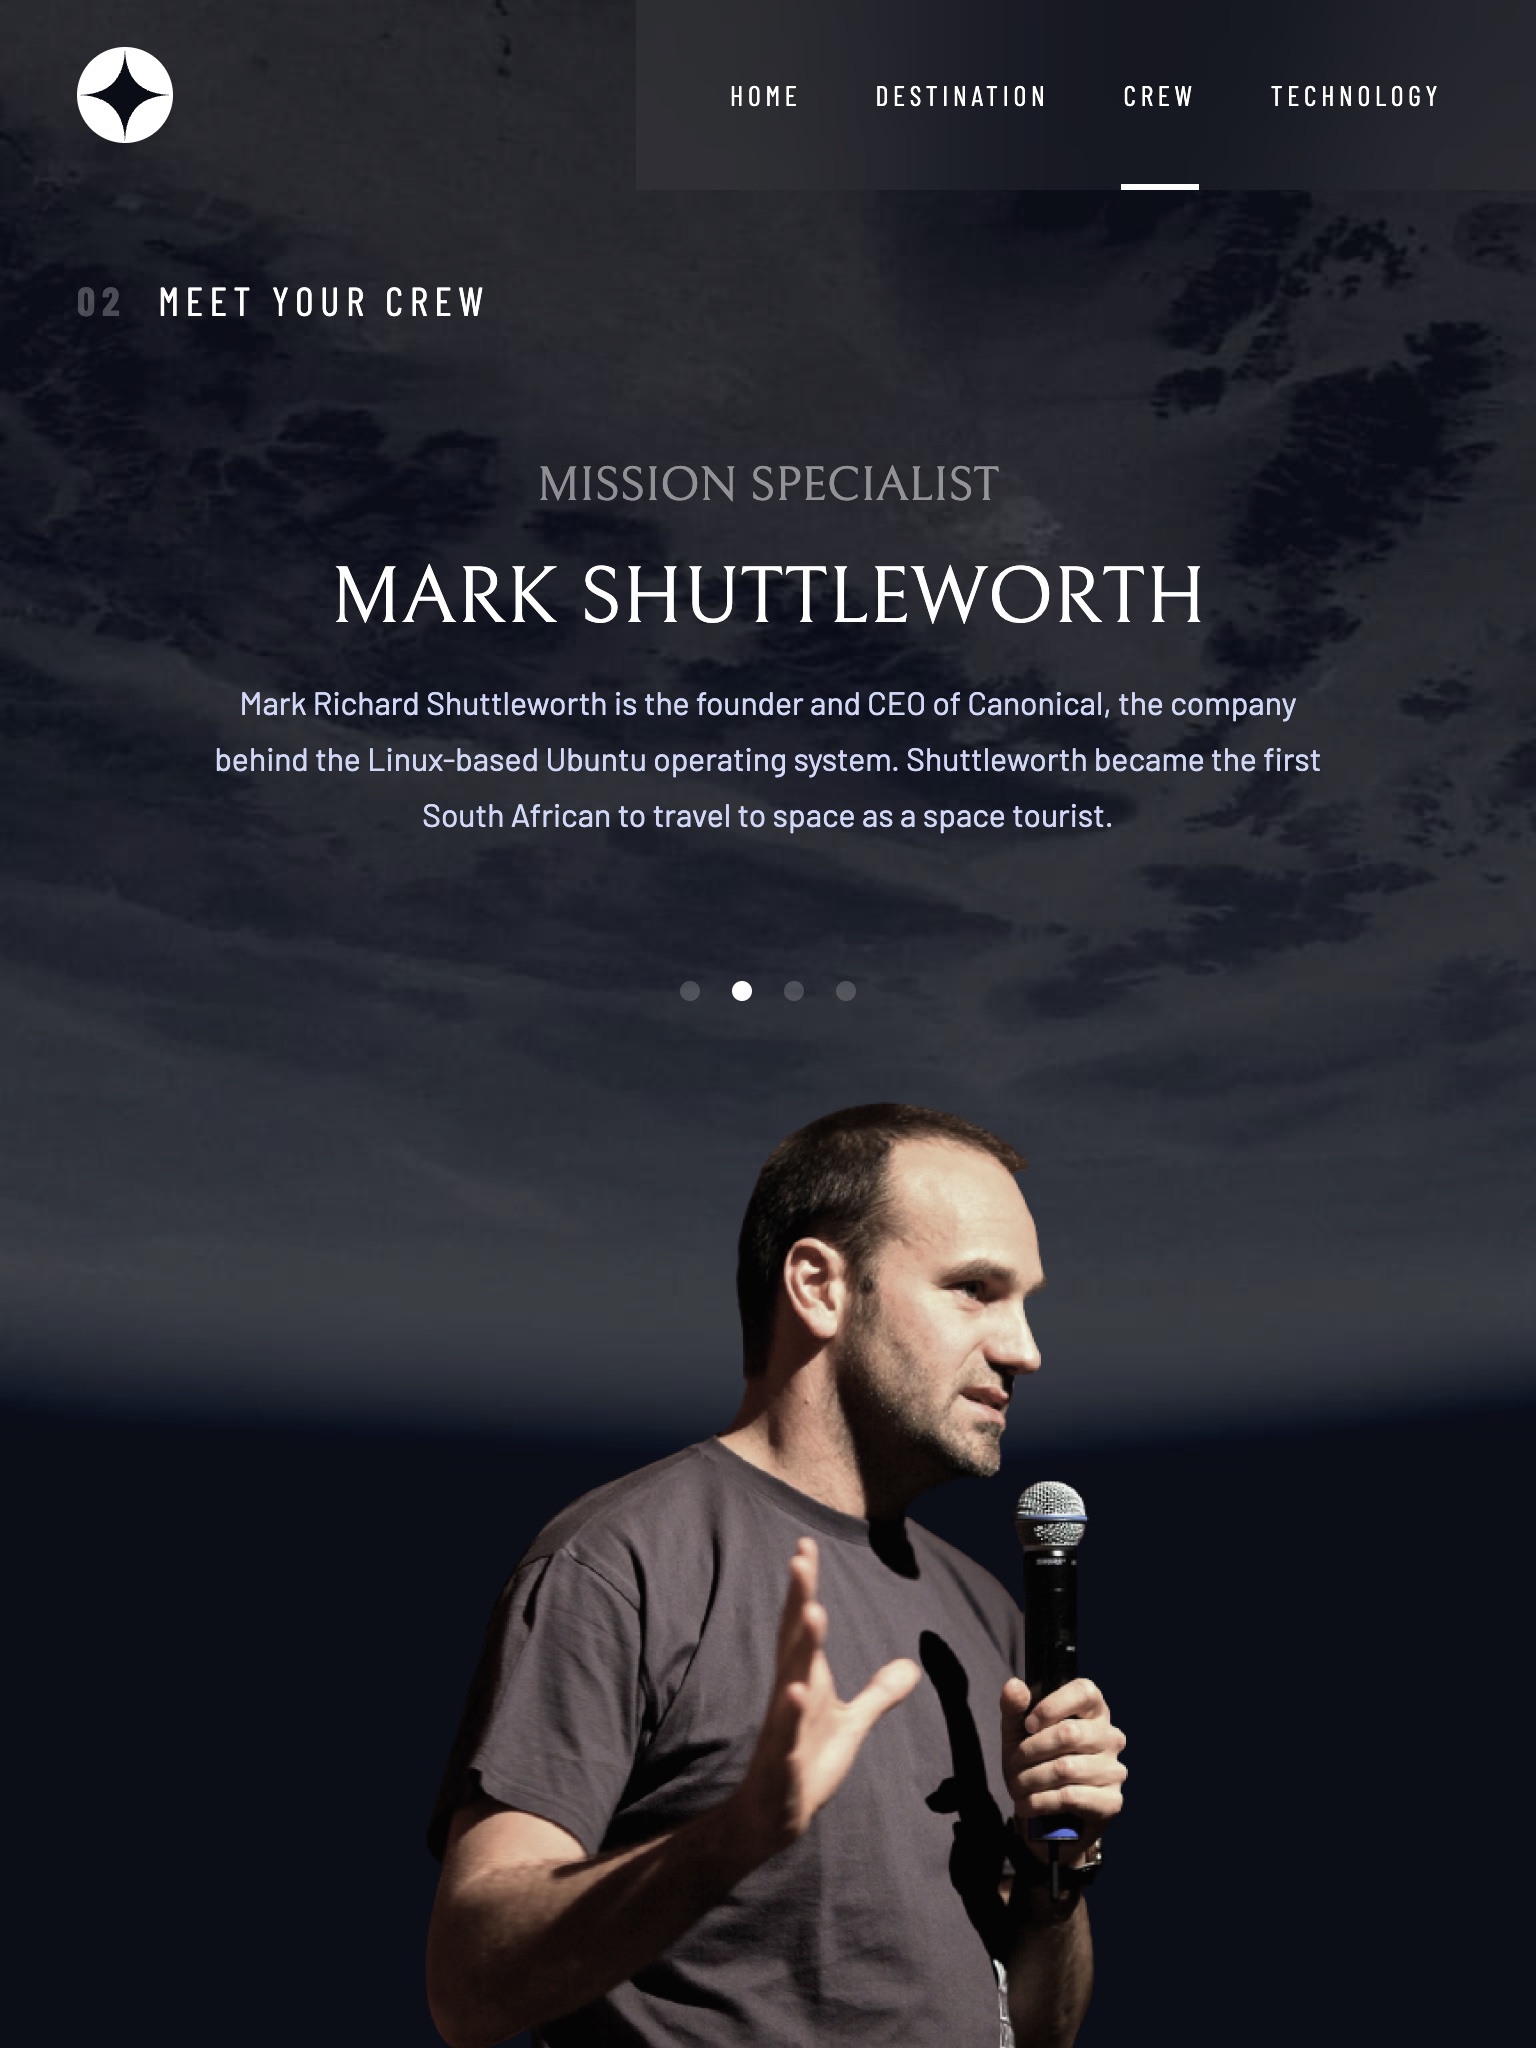 HOME DESTINATION CREW TECHNOLOGY
02 MEET YOUR CREW
MISSION SPECIALIST
MARK SHUTTLEWORTH
Mark Richard Shuttleworth is the founder and CEO of Canonical, the company
behind the Linux-based Ubuntu operating system. Shuttleworth became the first
South African to travel to space as a space tourist.